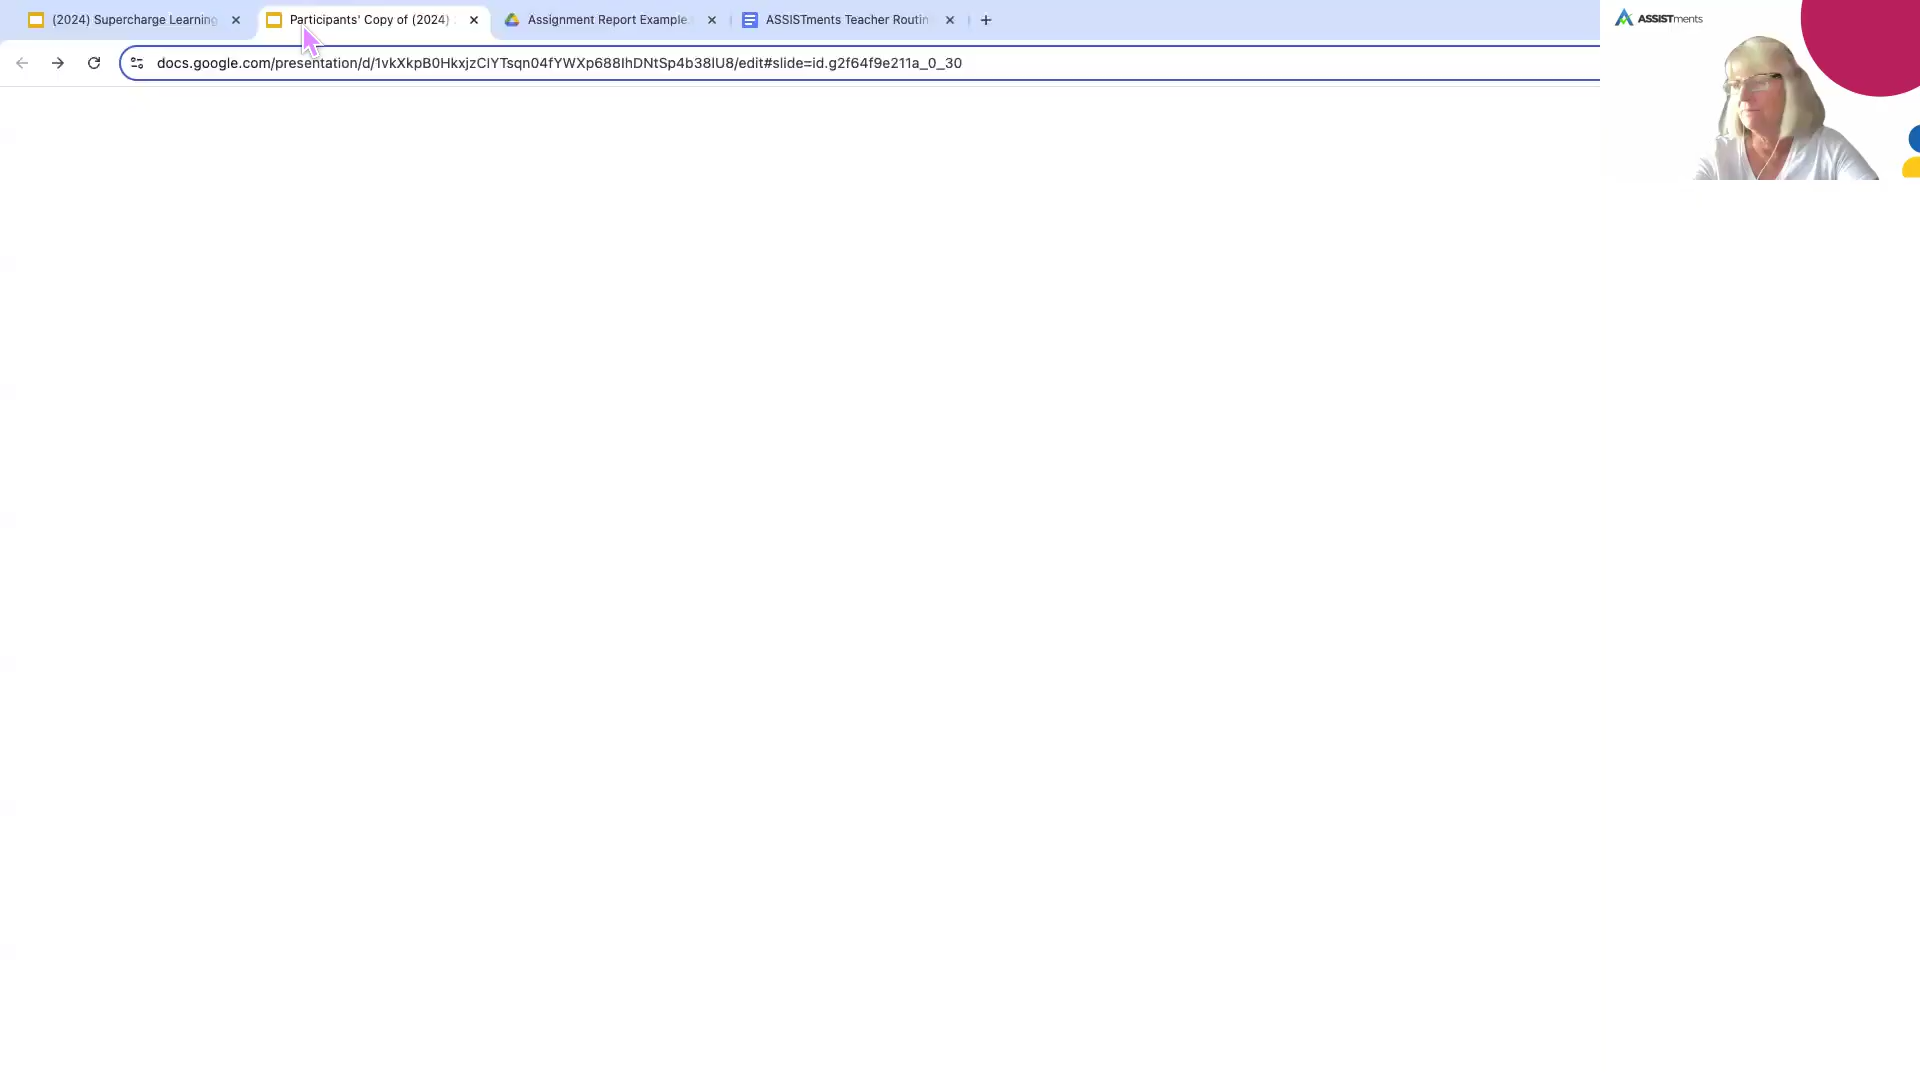 (2024) Supercharge Learning
Participants' Copy of (2024)
Assignment Report Example
ASSISTments Teacher Routin
docs.google.com/presentation/d/1vkXkpB0HkxjzClYTsqn04fYWXp688IhDNtSp4b38IU8/edit#slide=id.g2f64f9e211a_0_30
ASSISTments